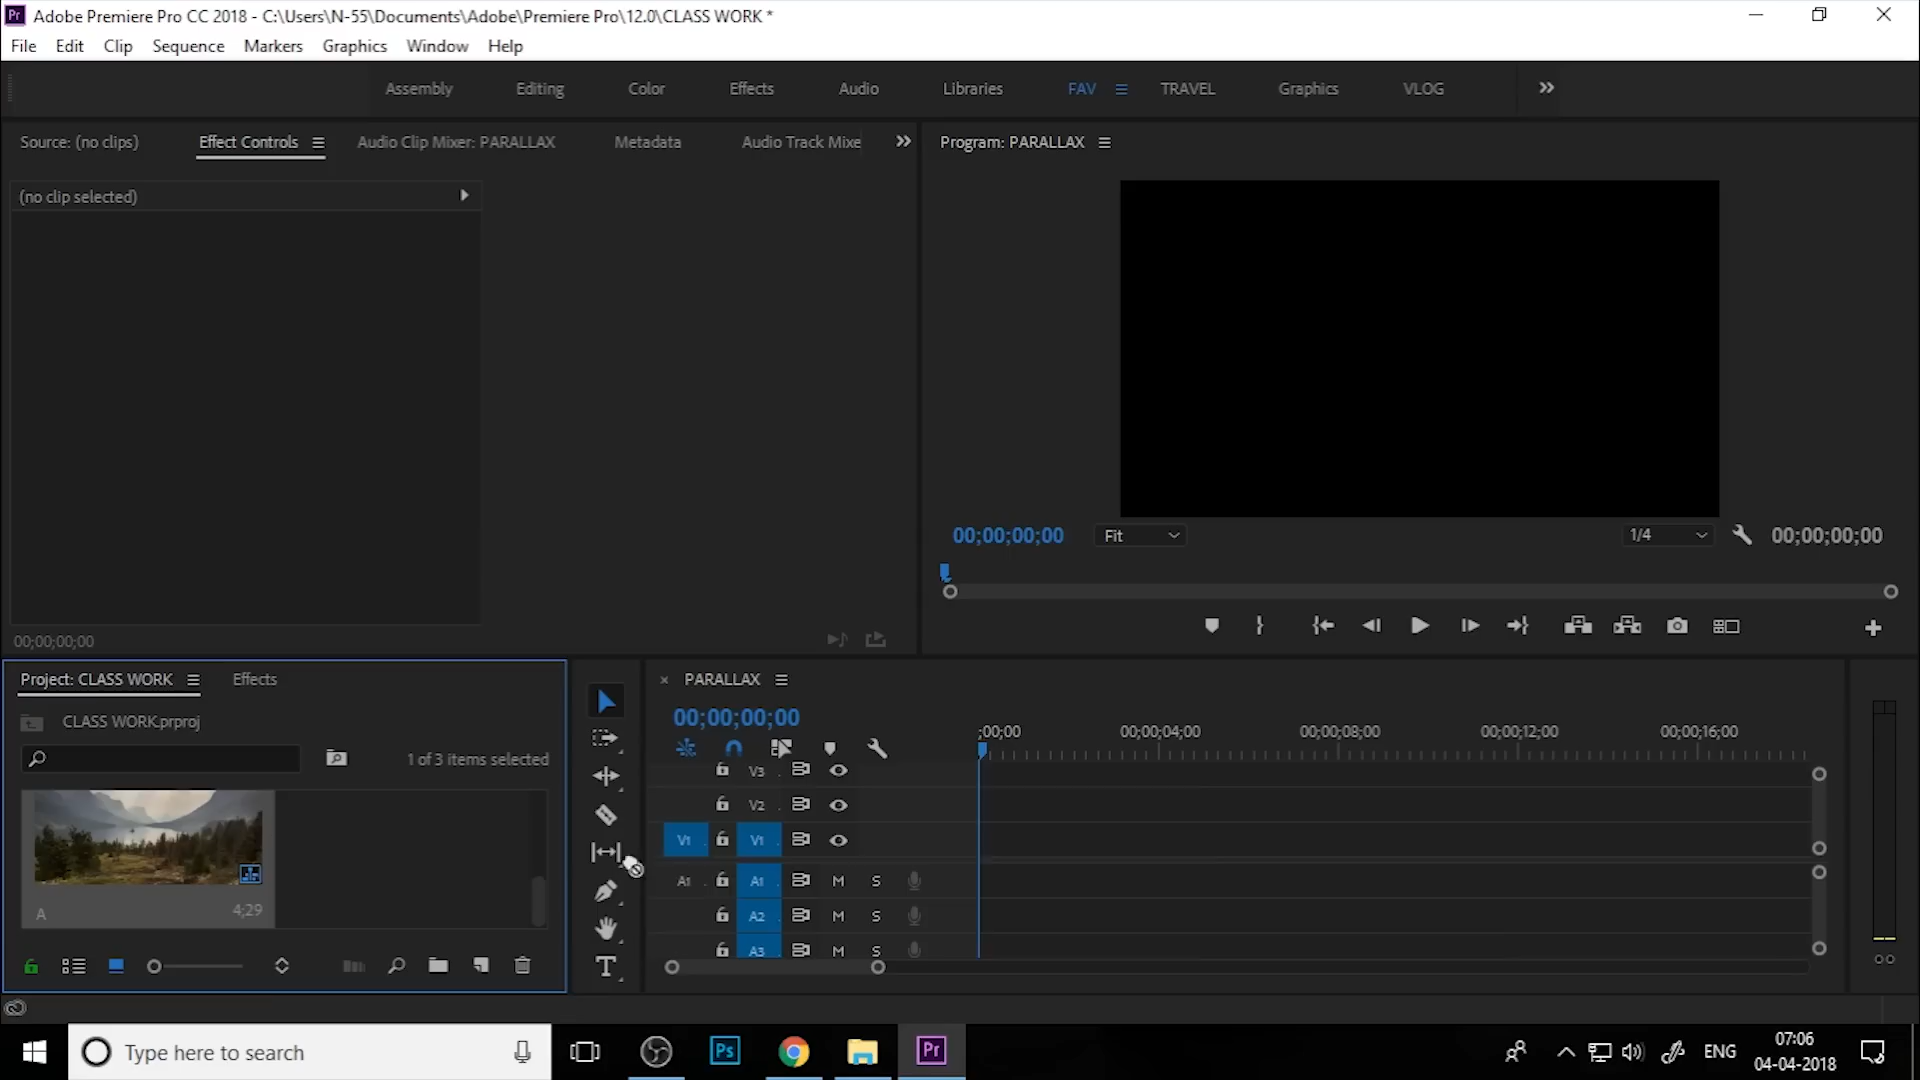 Pr Adobe Premiere Pro CC 2018 - C:\Users\N-55\Documents\Adobe\Premiere Pro\12.0\CLASS WORK *
File Edit Clip Sequence Markers Graphics Window Help
Assembly Editing Color Effects Audio Libraries FAV TRAVEL Graphics VLOG
Source: (no clips) Effect Controls Audio Clip Mixer: PARALLAX Metadata Audio Track Mixe
Program: PARALLAX
(no clip selected)
00;00;00;00 Fit 1/4 00;00;00;00
00;00;00;00
Project: CLASS WORK Effects
CLASS WORK.prproj
1 of 3 items selected
A 4;29
PARALLAX
00;00;00;00
;00;00 00;00;04;00 00;00;08;00 00;00;12;00 00;00;16;00
V3
V2
V1 V1
A1 A1 M S
A2 M S
A3 M S
T
Type here to search
Ps
Pr
ENG
07:06
04-04-2018